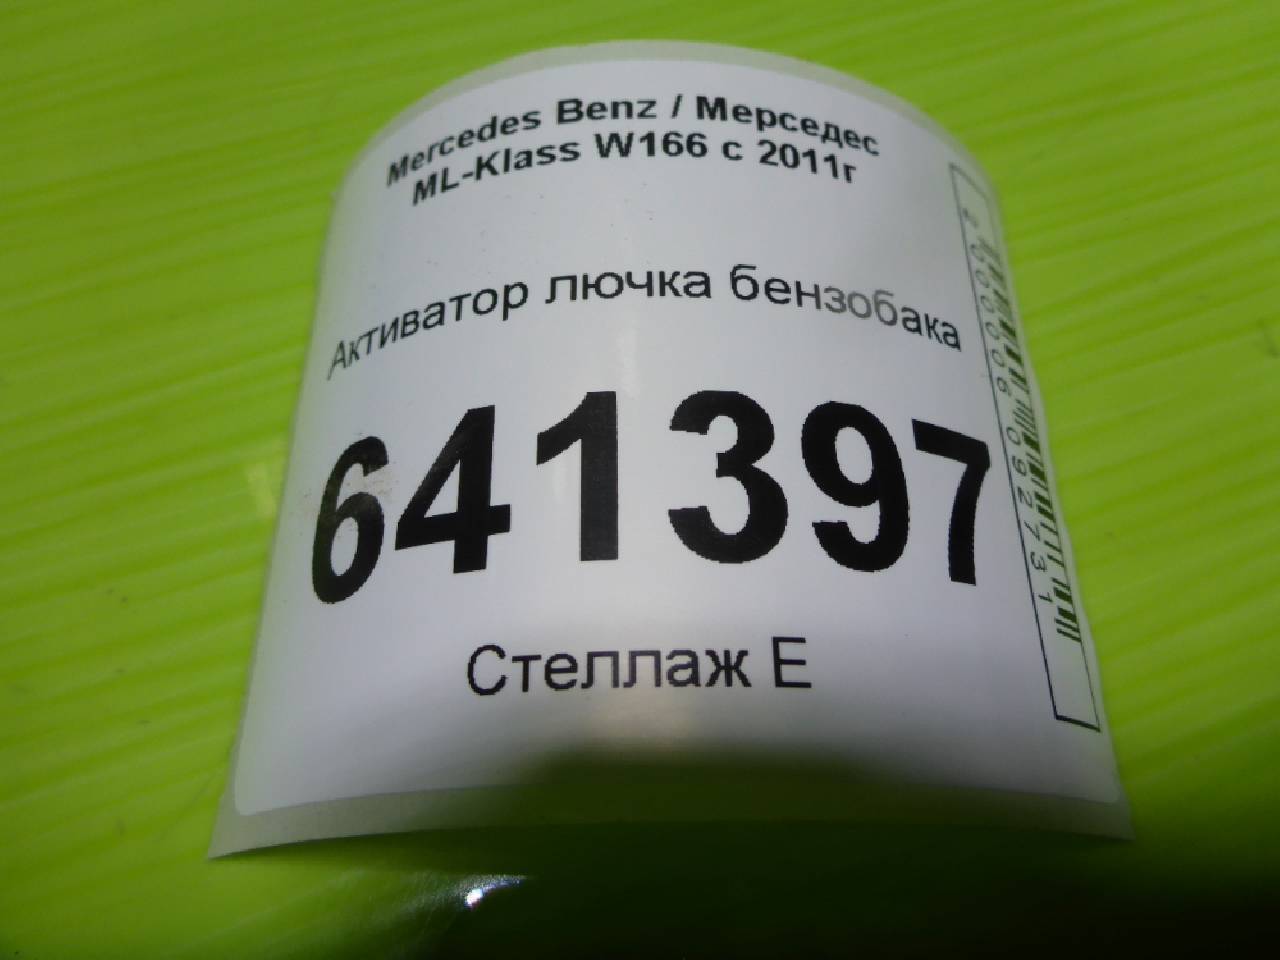 Mercedes Benz / Мерседес
ML-Klass W166 с 2011г
Активатор лючка бензобака
641397
Стеллаж Е